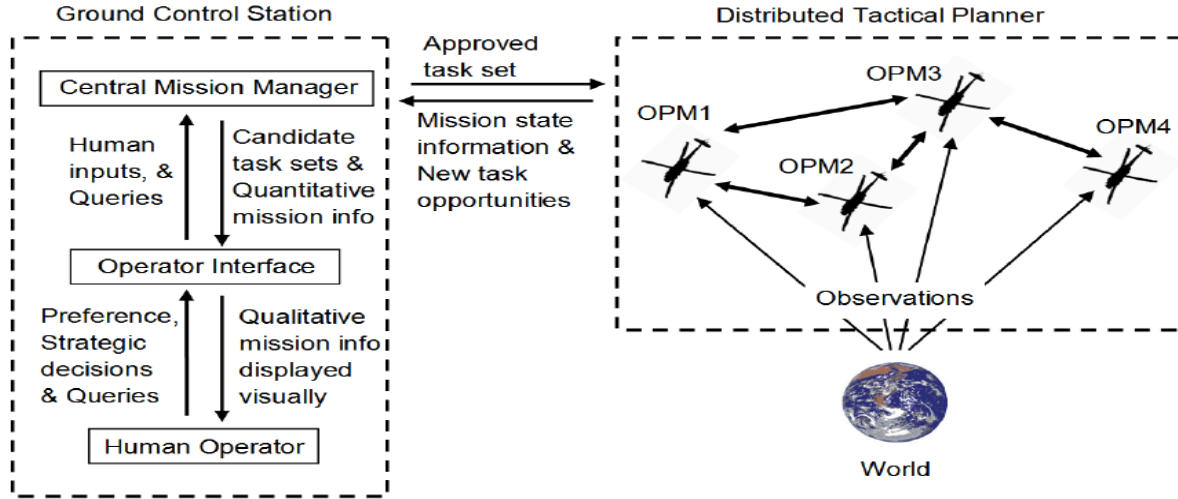 Ground Control Station
Central Mission Manager
Human
inputs, &
Queries
Candidate
task sets &
Quantitative
mission info
Operator Interface
Preference,
Strategic
decisions
& Queries
Qualitative
mission info
displayed
visually
Human Operator
Approved
task set
Mission state
information &
New task
opportunities
Distributed Tactical Planner
OPM1
OPM2
OPM3
OPM4
Observations
World